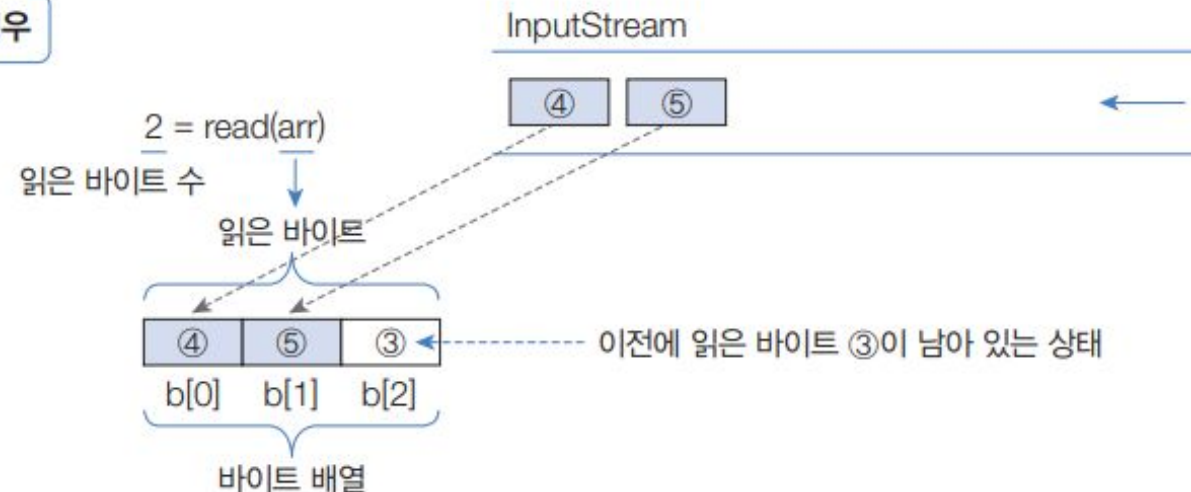 우
InputStream
④ ⑤
2 = read(arr)
읽은 바이트 수
읽은 바이트
④ ⑤ ③
이전에 읽은 바이트 ③이 남아 있는 상태
b[0] b[1] b[2]
바이트 배열